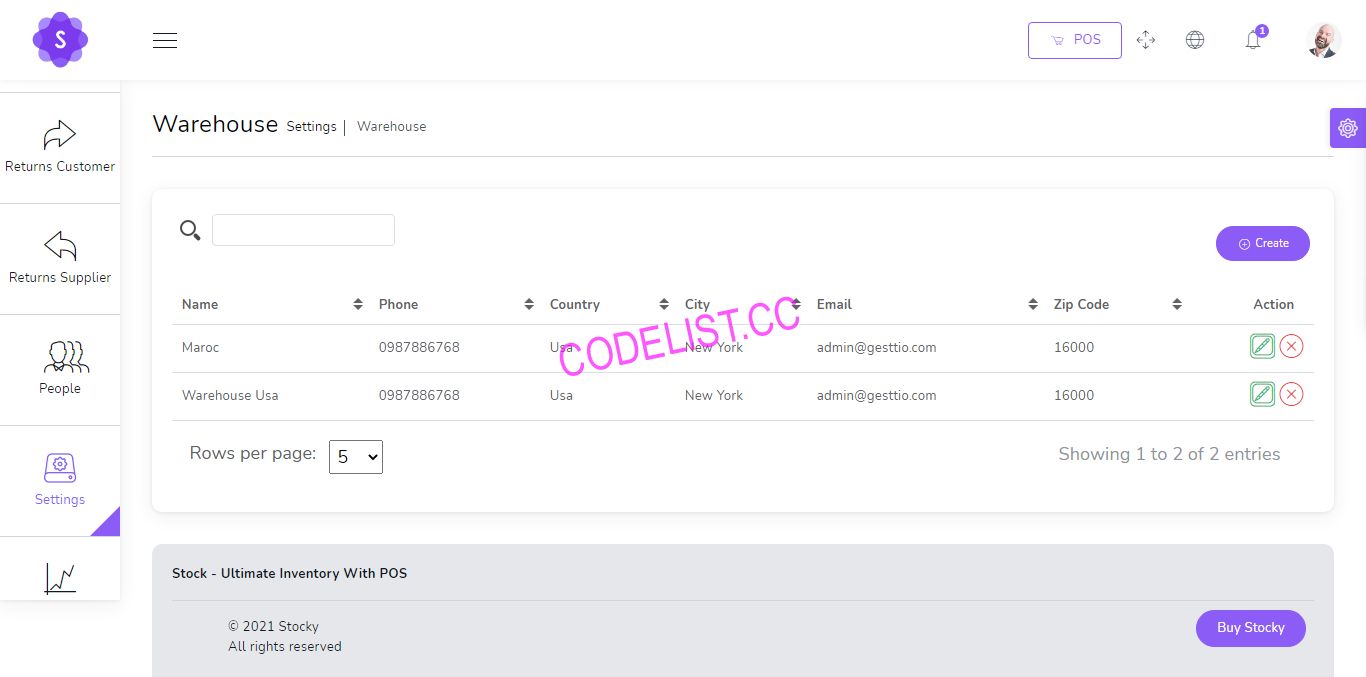 S
POS
1
Warehouse Settings | Warehouse
Returns Customer
Returns Supplier
People
Settings
Create
Name Phone Country City Email Zip Code Action
Maroc 0987886768 Usa New York admin@gesttio.com 16000
Warehouse Usa 0987886768 Usa New York admin@gesttio.com 16000
CODELIST.CC
Rows per page: 5
Showing 1 to 2 of 2 entries
Stock - Ultimate Inventory With POS
© 2021 Stocky
All rights reserved
Buy Stocky